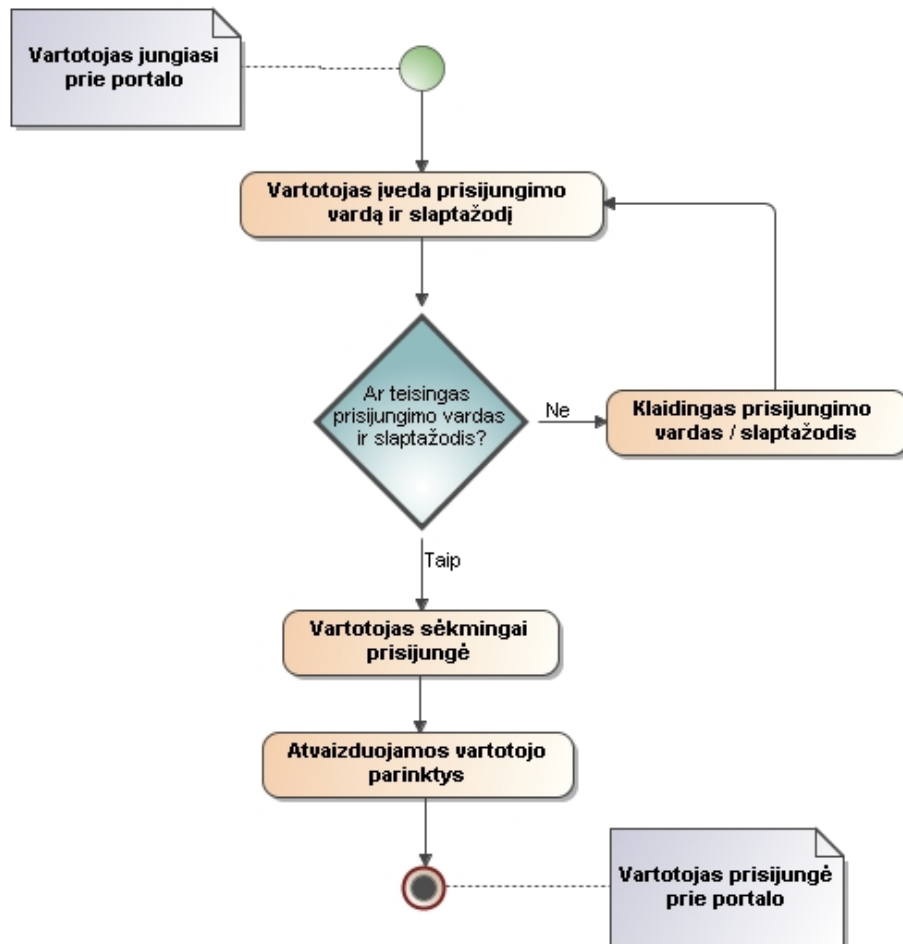 Vartotojas jungiasi
prie portalo
Vartotojas įveda prisijungimo
vardą ir slaptažodį
Ar teisingas
prisijungimo vardas
ir slaptažodis?
Ne
Klaidingas prisijungimo
vardas / slaptažodis
Taip
Vartotojas sėkmingai
prisijungė
Atvaizduojamos vartotojo
parinktys
Vartotojas prisijungė
prie portalo